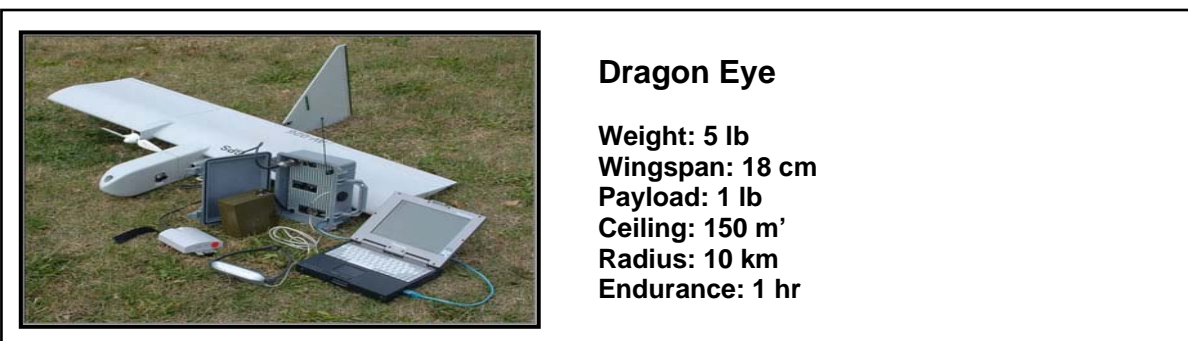 Dragon Eye
Weight: 5 lb
Wingspan: 18 cm
Payload: 1 lb
Ceiling: 150 m’
Radius: 10 km
Endurance: 1 hr